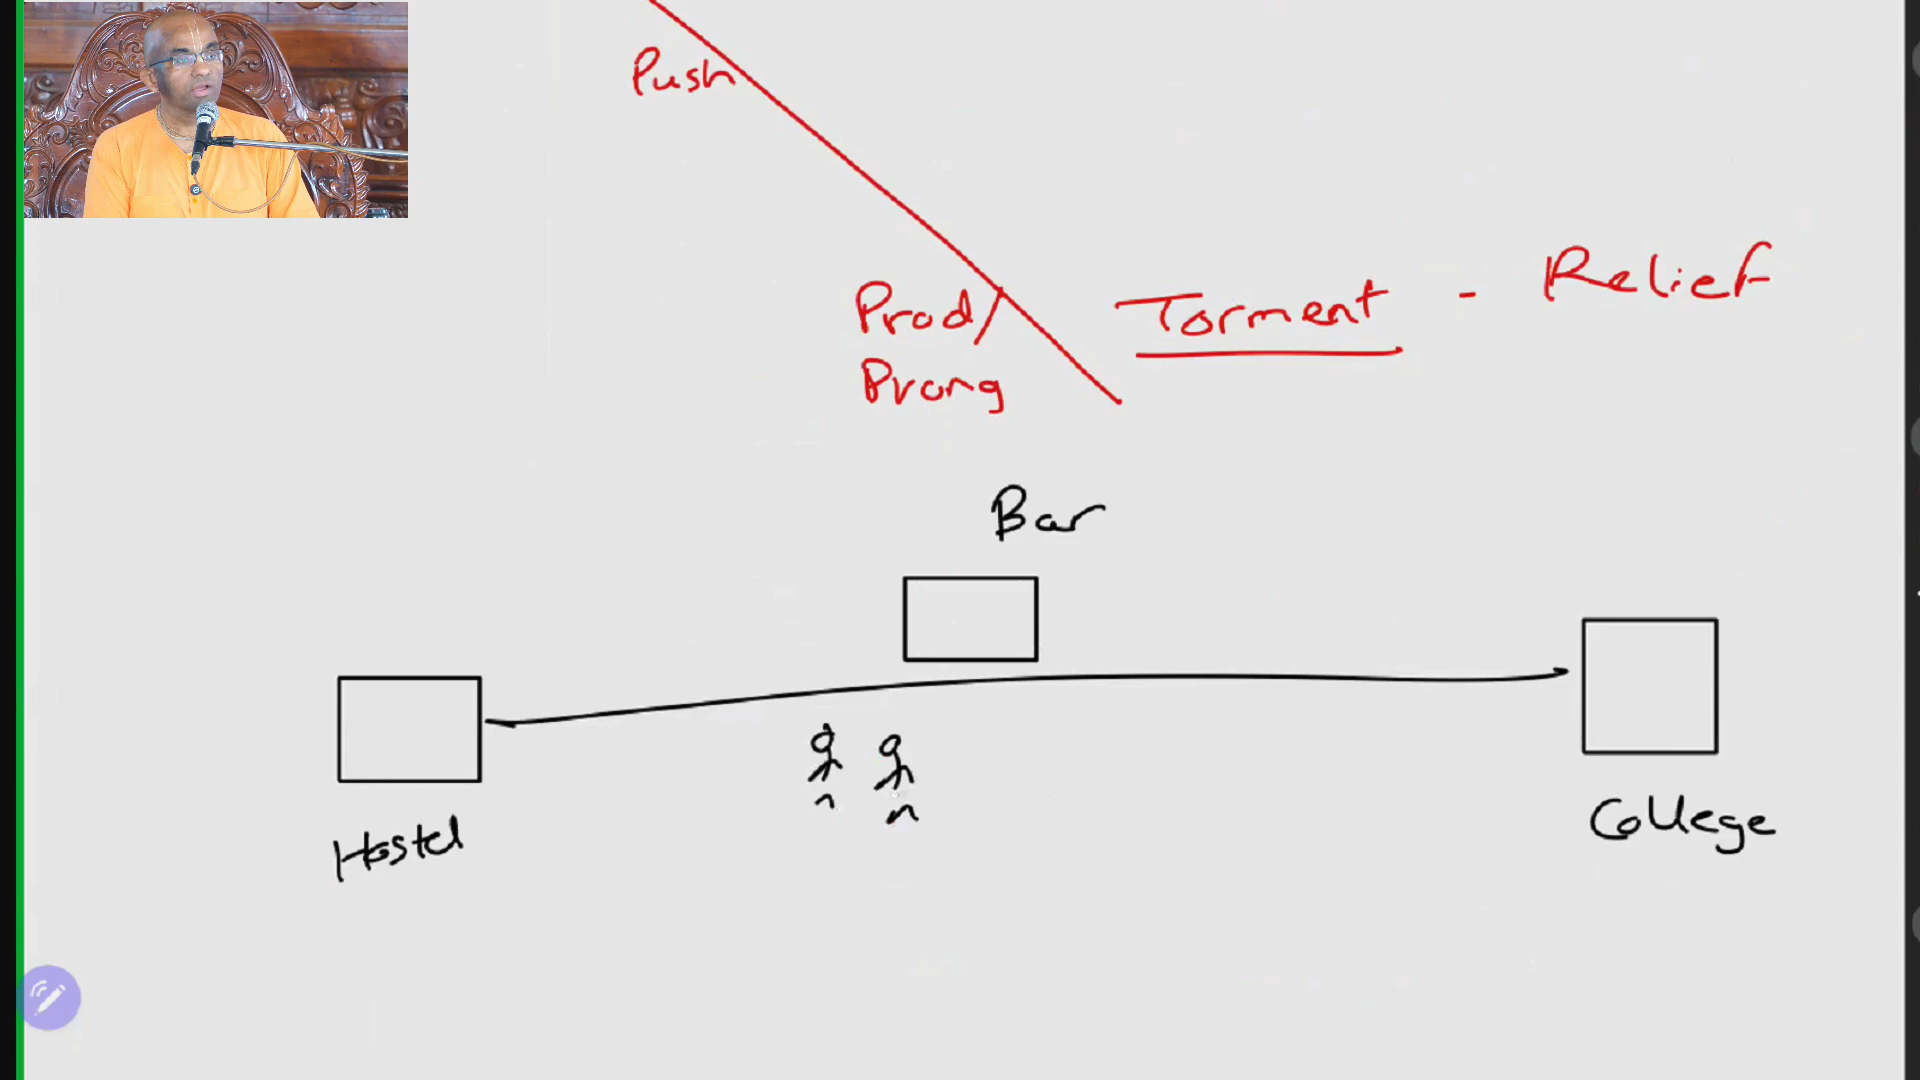 Push
Prod/
Prong
Torment - Relief
Bar
Hostel
College